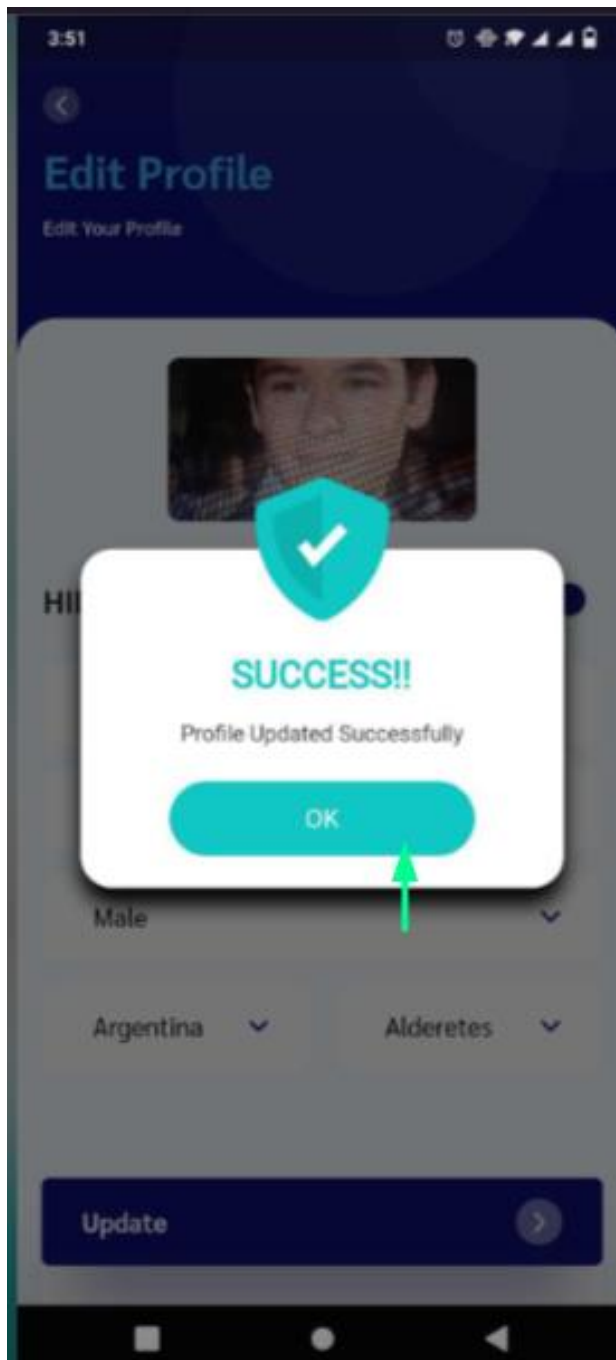 3:51
Edit Profile
Edit Your Profile
SUCCESS!!
Profile Updated Successfully
OK
Male
Argentina
Alderetes
Update